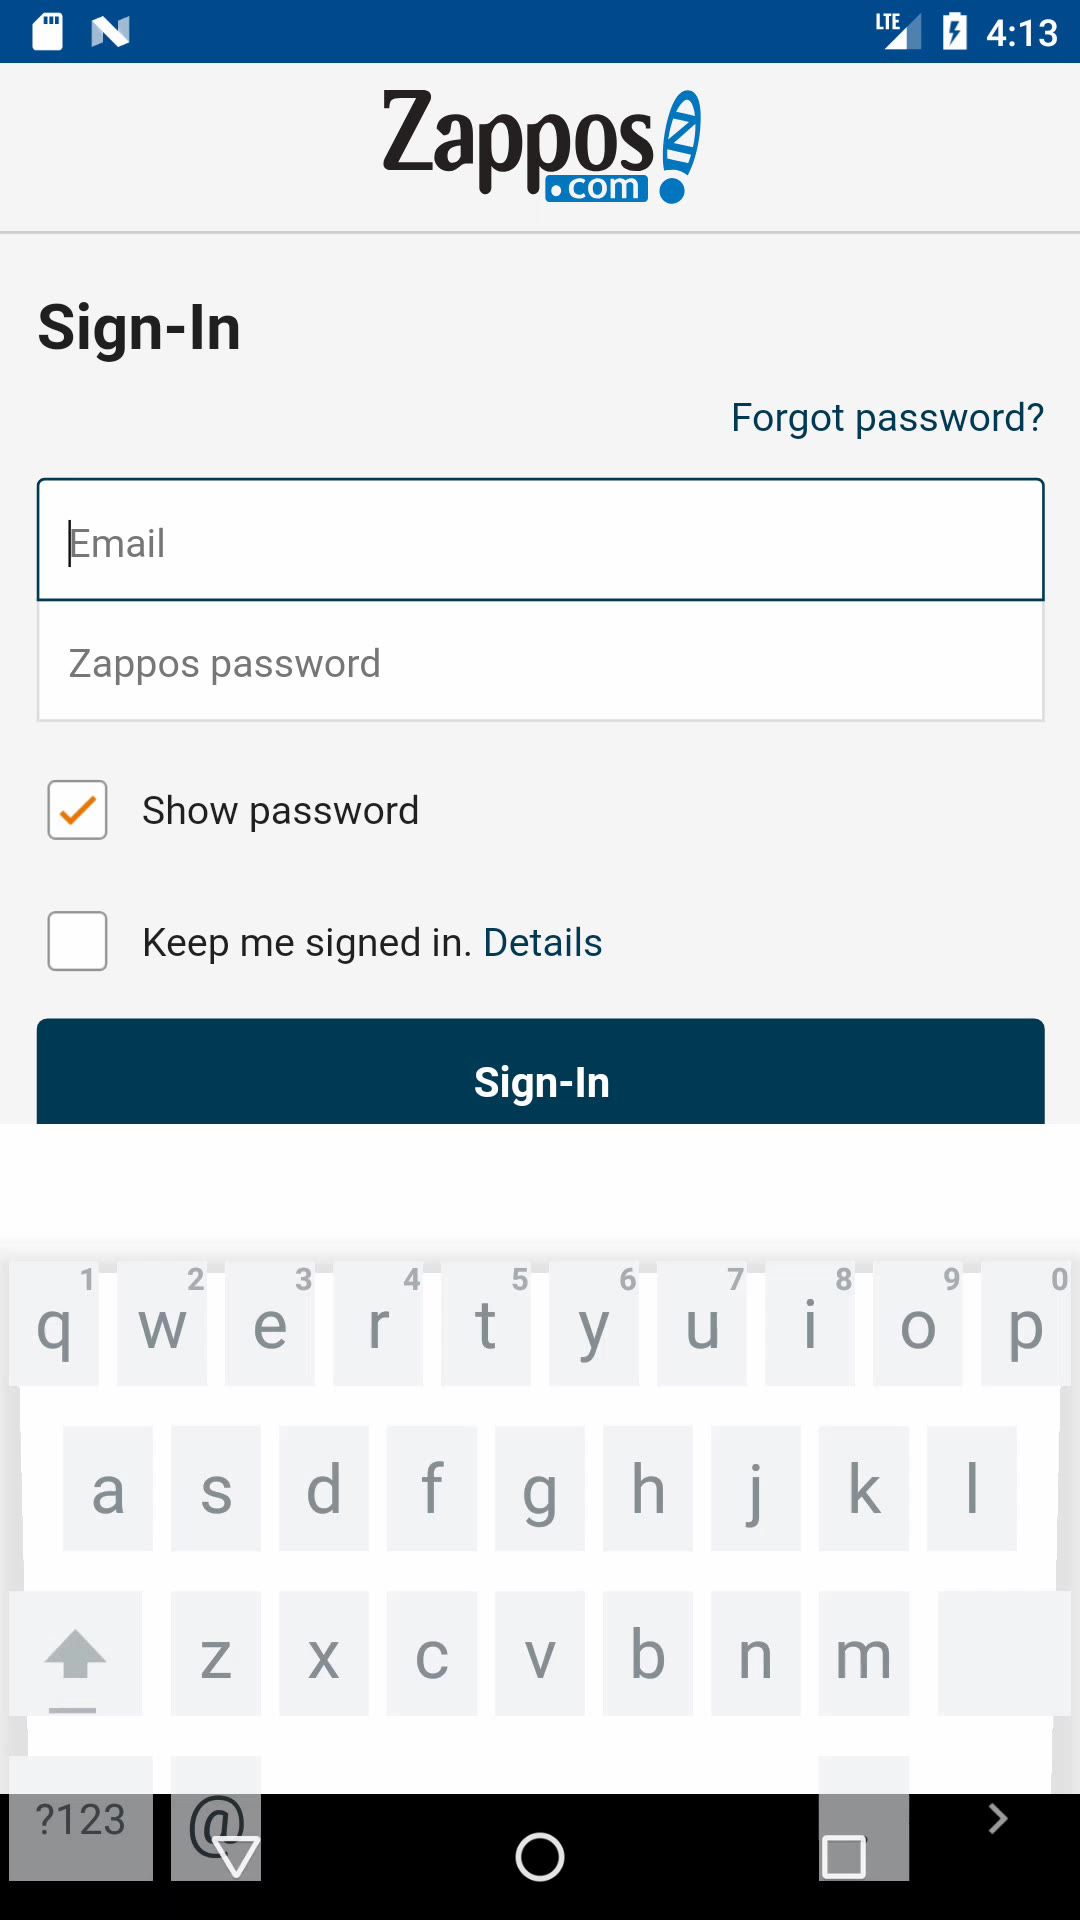 LTE 4:13
Zappos
.com
Sign-In
Forgot password?
Email
Zappos password
Show password
Keep me signed in. Details
Sign-In
1 2 3 4 5 6 7 8 9 0
q w e r t y u i o p
a s d f g h j k l
z x c v b n m
?123 @ .